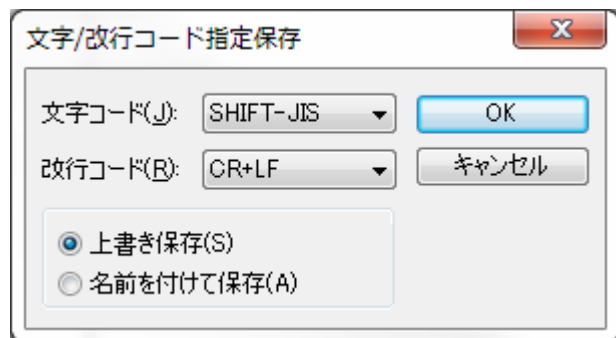 文字/改行コード指定保存
文字コード(J): SHIFT-JIS OK
改行コード(R): CR+LF キャンセル
上書き保存(S)
名前を付けて保存(A)